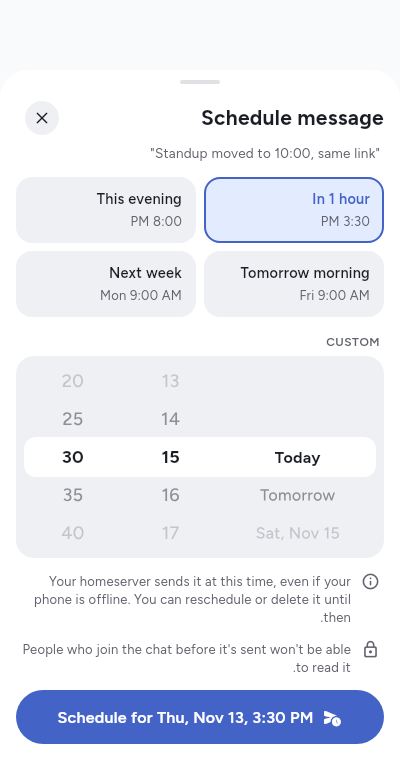 Schedule message
"Standup moved to 10:00, same link"
In 1 hour
PM 3:30
This evening
PM 8:00
Tomorrow morning
Fri 9:00 AM
Next week
Mon 9:00 AM
CUSTOM
13 20
14 25
Today 15 30
Tomorrow 16 35
Sat, Nov 15 17 40
Your homeserver sends it at this time, even if your
phone is offline. You can reschedule or delete it until
.then
People who join the chat before it's sent won't be able
.to read it
Schedule for Thu, Nov 13, 3:30 PM